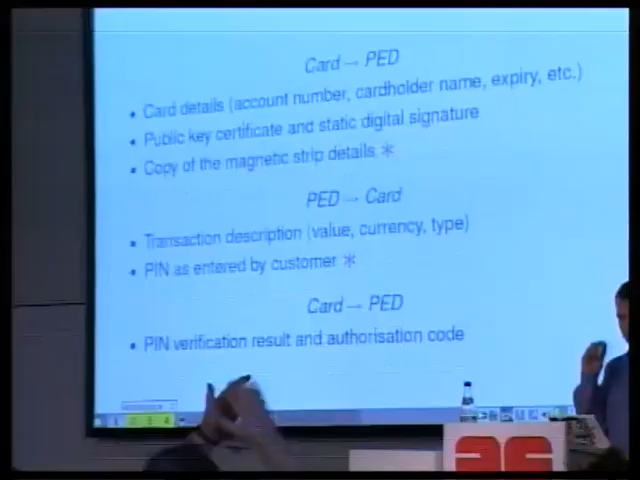 Card → PED
• Card details (account number, cardholder name, expiry, etc.)
• Public key certificate and static digital signature
• Copy of the magnetic strip details *
PED → Card
• Transaction description (value, currency, type)
• PIN as entered by customer *
Card → PED
• PIN verification result and authorisation code